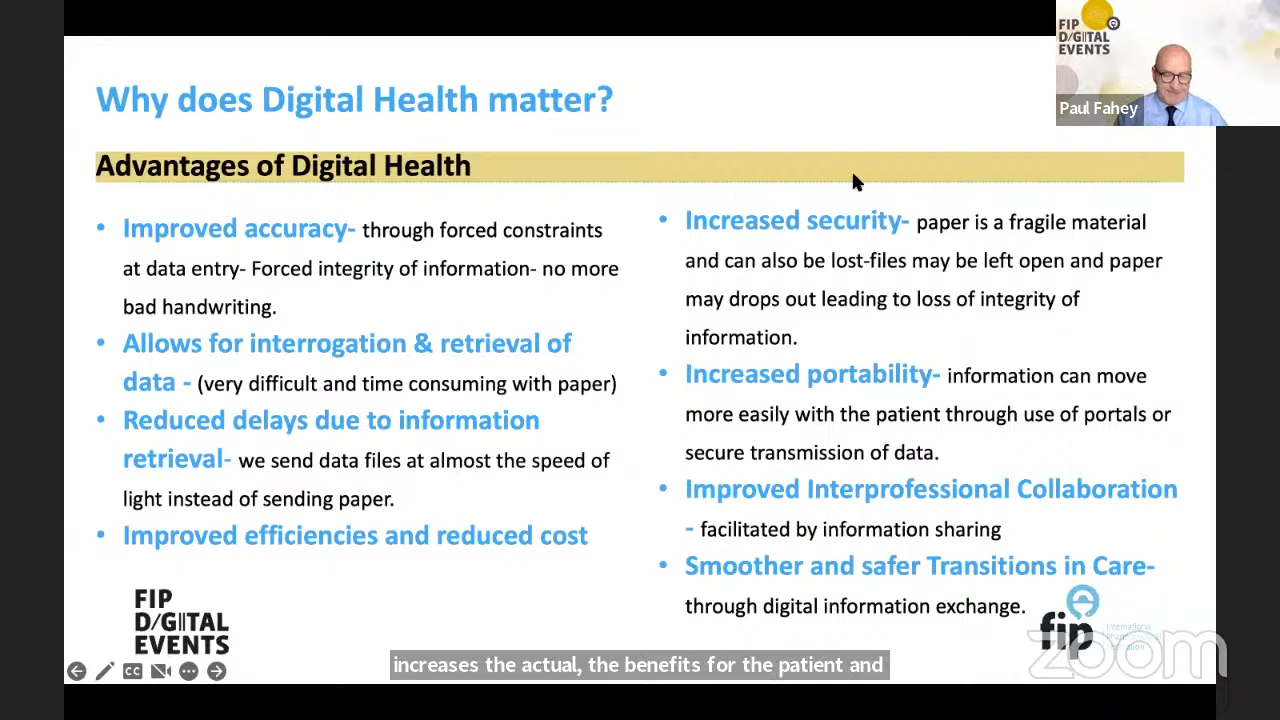 Why does Digital Health matter?
Advantages of Digital Health
• Improved accuracy- through forced constraints
at data entry- Forced integrity of information- no more
bad handwriting.
• Allows for interrogation & retrieval of
data - (very difficult and time consuming with paper)
• Reduced delays due to information
retrieval- we send data files at almost the speed of
light instead of sending paper.
• Improved efficiencies and reduced cost
• Increased security- paper is a fragile material
and can also be lost-files may be left open and paper
may drops out leading to loss of integrity of
information.
• Increased portability- information can move
more easily with the patient through use of portals or
secure transmission of data.
• Improved Interprofessional Collaboration
- facilitated by information sharing
• Smoother and safer Transitions in Care-
through digital information exchange.
FIP
D/G/TAL
EVENTS
fip
International
zoom
CC
increases the actual, the benefits for the patient and
FIP
D/G/TAL
EVENTS
Paul Fahey